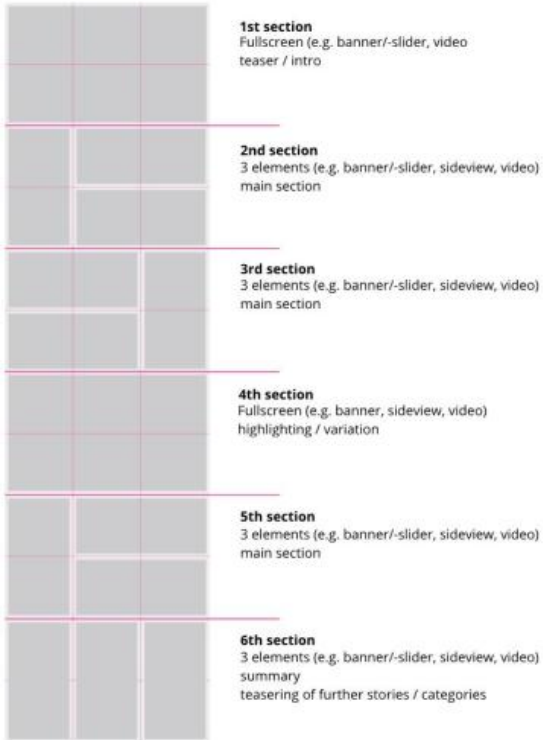 1st section
Fullscreen (e.g. banner/-slider, video
teaser / intro
2nd section
3 elements (e.g. banner/-slider, sideview, video)
main section
3rd section
3 elements (e.g. banner/-slider, sideview, video)
main section
4th section
Fullscreen (e.g. banner, sideview, video)
highlighting / variation
5th section
3 elements (e.g. banner/-slider, sideview, video)
main section
6th section
3 elements (e.g. banner/-slider, sideview, video)
summary
teasering of further stories / categories